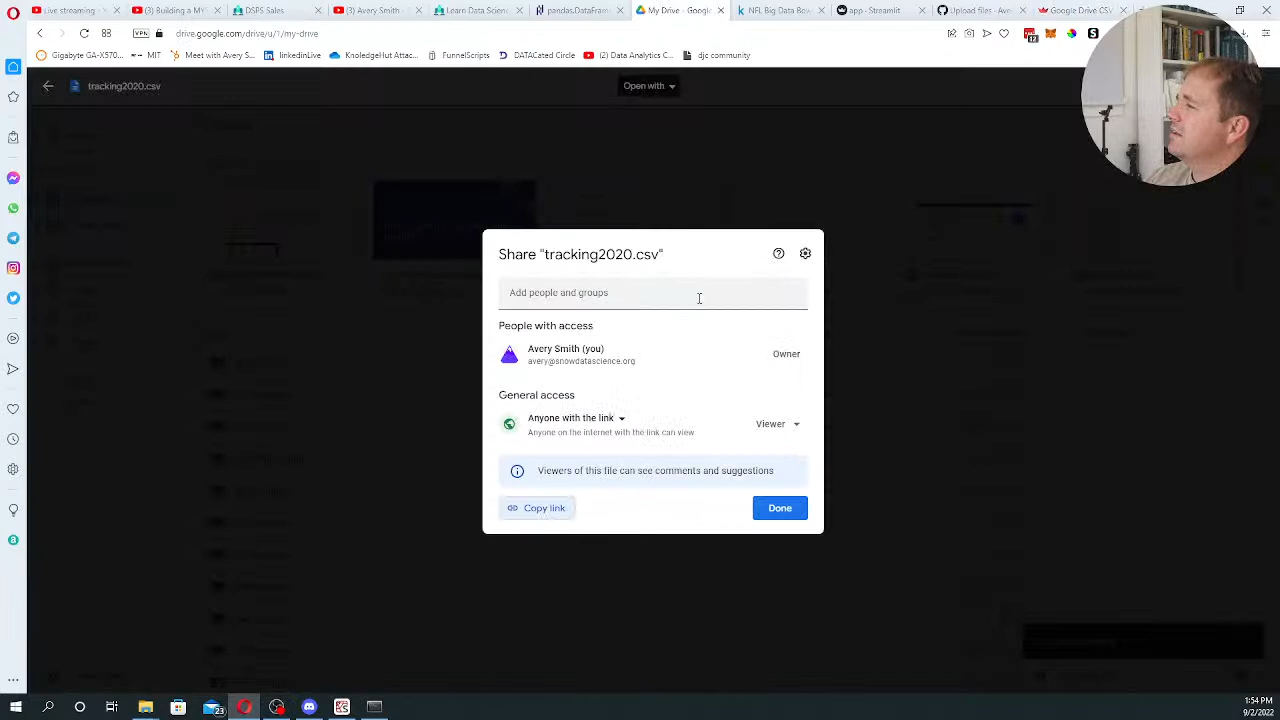 Live streaming - Y
(3) Building a MY
DSPS Sales
(3) Avery Smith -
Learn Data Scien
pandas.DataFram
My Drive - Google
NFL Big Data Bow
app · Streamlit
Upload files · Ave
Google Drive CSV
VPN
drive.google.com/drive/u/1/my-drive
12
S
Gigabyte GA-X570...
MIT
Meet with Avery S...
linkedinLive
KnoledgeHut Attac...
FunnelScripts
DATACated Circle
(2) (Data Analytics C...
djc community
tracking2020.csv
Open with
Share "tracking2020.csv"
Add people and groups
People with access
Avery Smith (you)
avery@snowdatascience.org
Owner
General access
Anyone with the link
Anyone on the internet with the link can view
Viewer
Viewers of this file can see comments and suggestions
Copy link
Done
23
1:54 PM
9/2/2022